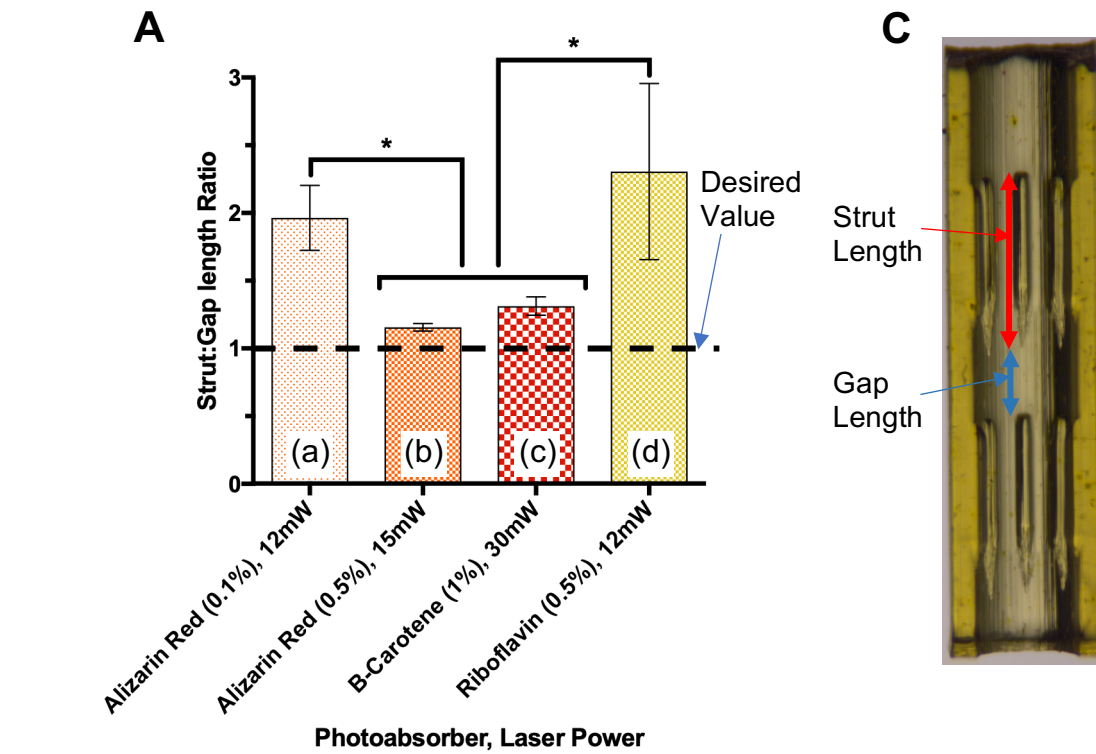 A
*
*
3
2
1
0
Strut:Gap length Ratio
Desired
Value
(a)
(b)
(c)
(d)
Alizarin Red (0.1%), 12mW
Alizarin Red (0.5%), 15mW
B-Carotene (1%), 30mW
Riboflavin (0.5%), 12mW
Photoabsorber, Laser Power
C
Strut
Length
Gap
Length